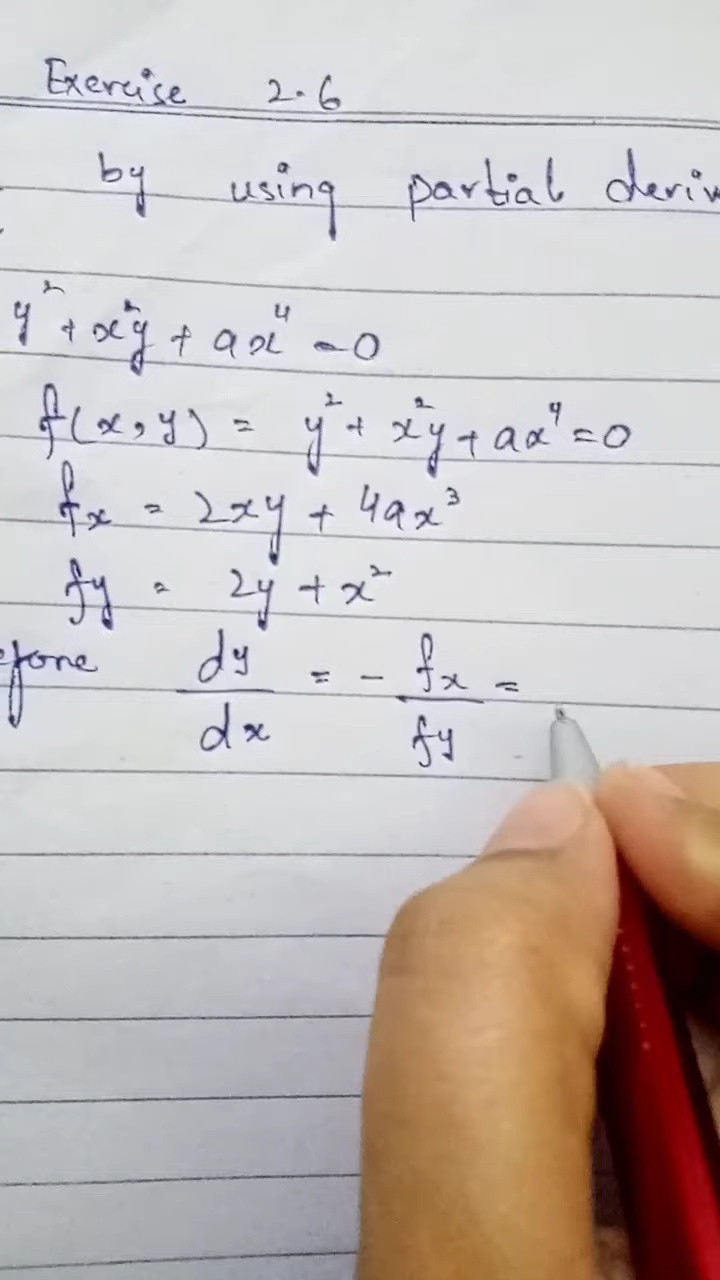 Exercise 2.6
by using partial deriv
y² + x²y + ax⁴ = 0
f(x,y) = y² + x²y + ax⁴ = 0
fx = 2xy + 4ax³
fy = 2y + x²
efore dy/dx = - fx/fy =